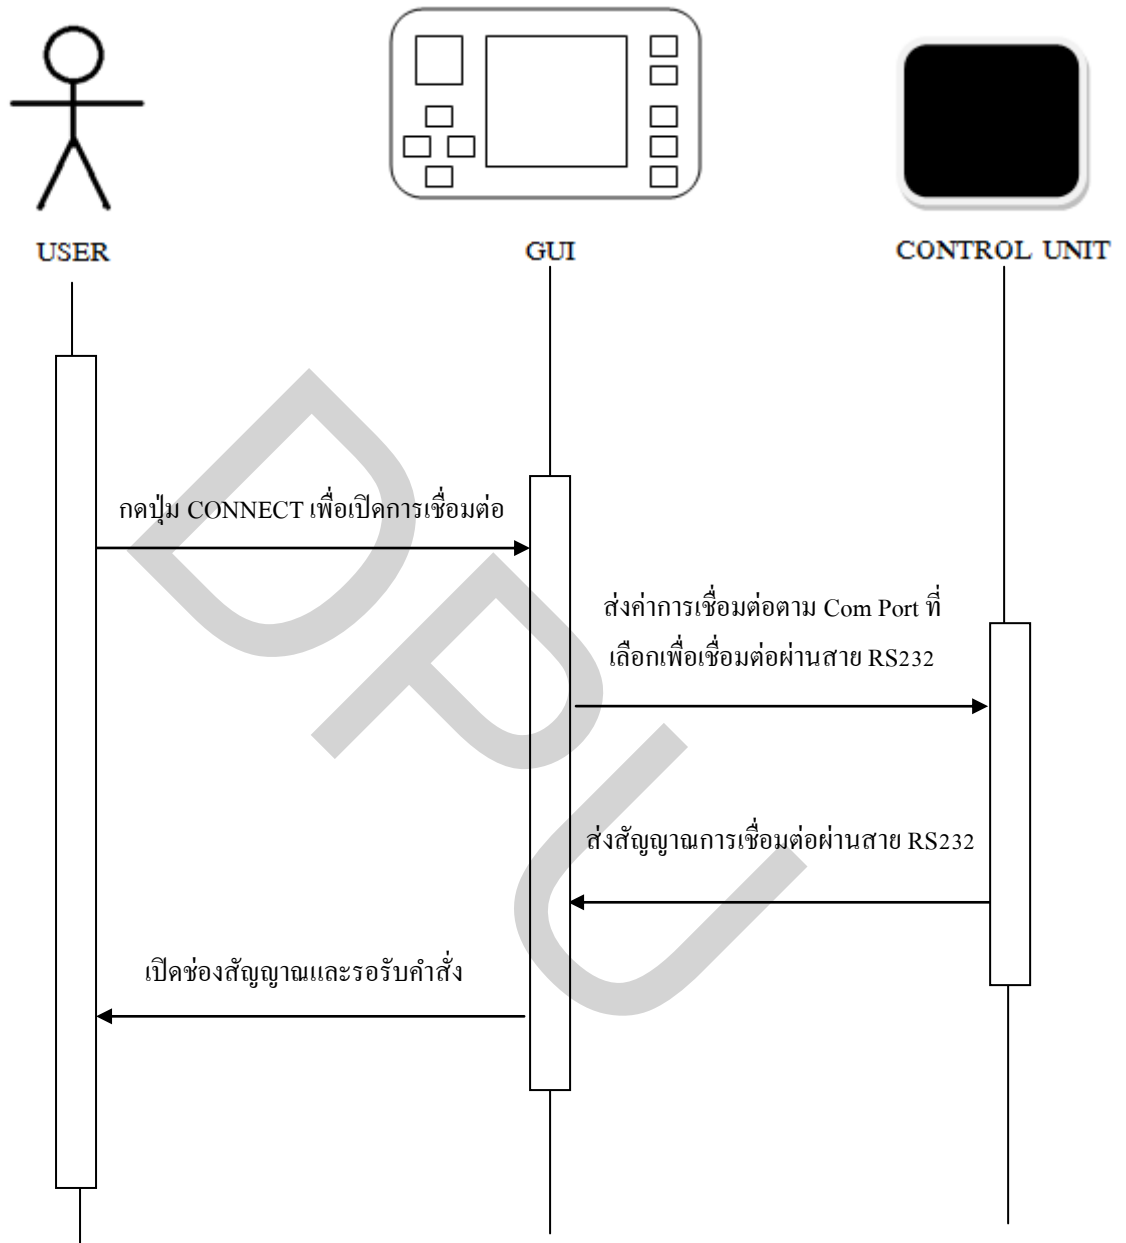 USER
GUI
CONTROL UNIT
กดปุ่ม CONNECT เพื่อเปิดการเชื่อมต่อ
ส่งค่าการเชื่อมต่อตาม Com Port ที่
เลือกเพื่อเชื่อมต่อผ่านสาย RS232
ส่งสัญญาณการเชื่อมต่อผ่านสาย RS232
เปิดช่องสัญญาณและรอรับคำสั่ง
DPU